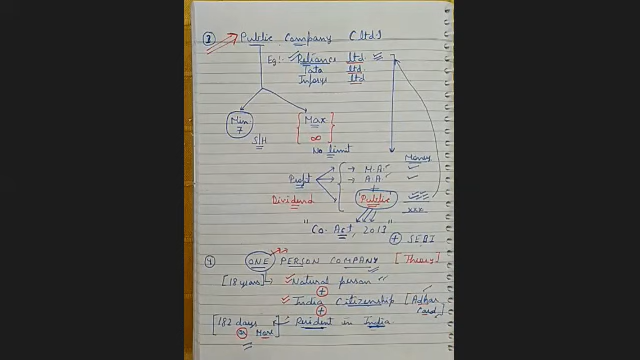 ③ Public Company (ltd)
Eg:- Reliance ltd
Tata ltd.
Infosys ltd
Min 7
S/H
Max ∞
No limit
Money
Profit → M.A.
→ A.A
+
Dividend
"Public"
xxx
"Co. Act, 2013"
+ SEBI
④ ONE PERSON COMPANY [Theory]
[18 years] → Natural person
+
India Citizenship [Adhar Card]
+
[182 days or More] Resident in India